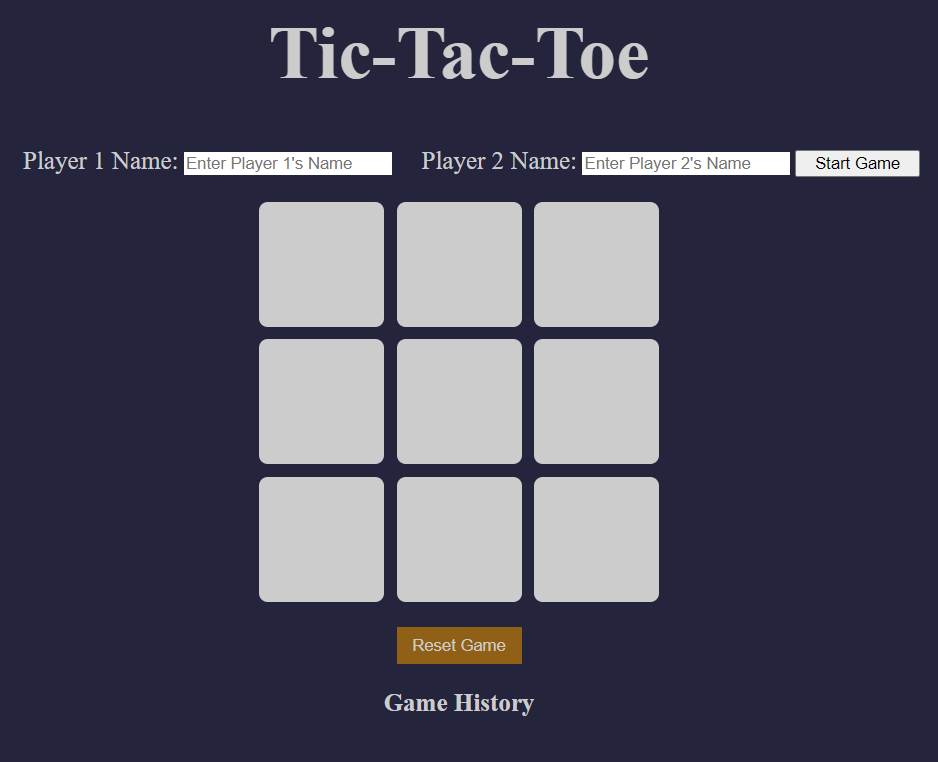 Tic-Tac-Toe
Player 1 Name: Enter Player 1's Name Player 2 Name: Enter Player 2's Name Start Game
Reset Game
Game History